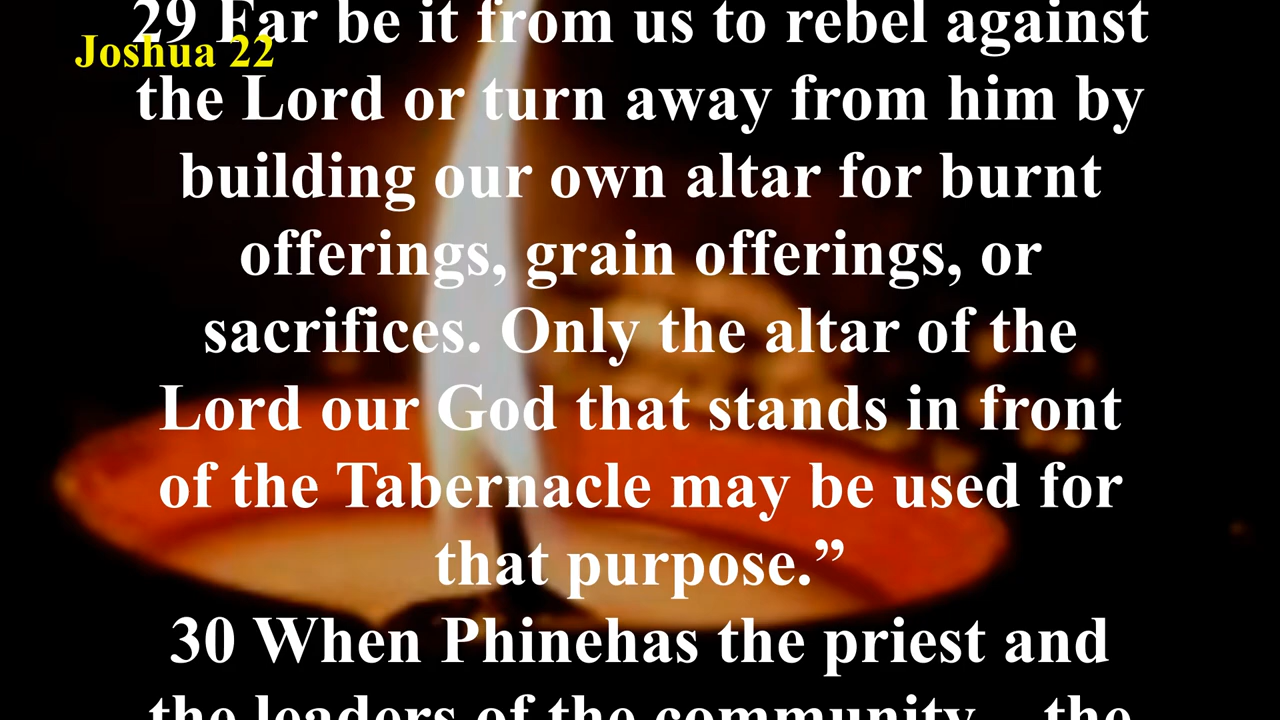 29 Far be it from us to rebel against
Joshua 22
the Lord or turn away from him by
building our own altar for burnt
offerings, grain offerings, or
sacrifices. Only the altar of the
Lord our God that stands in front
of the Tabernacle may be used for
that purpose.”
30 When Phinehas the priest and
the leaders of the community—the